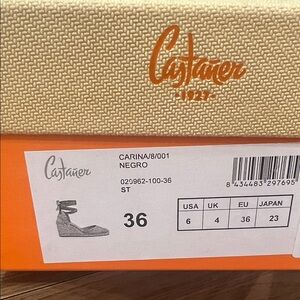 Castañer
·1927·
Castañer
CARINA/8/001
NEGRO
020962-100-36
ST
36
8 434483 297695
USA UK EU JAPAN
6 4 36 23